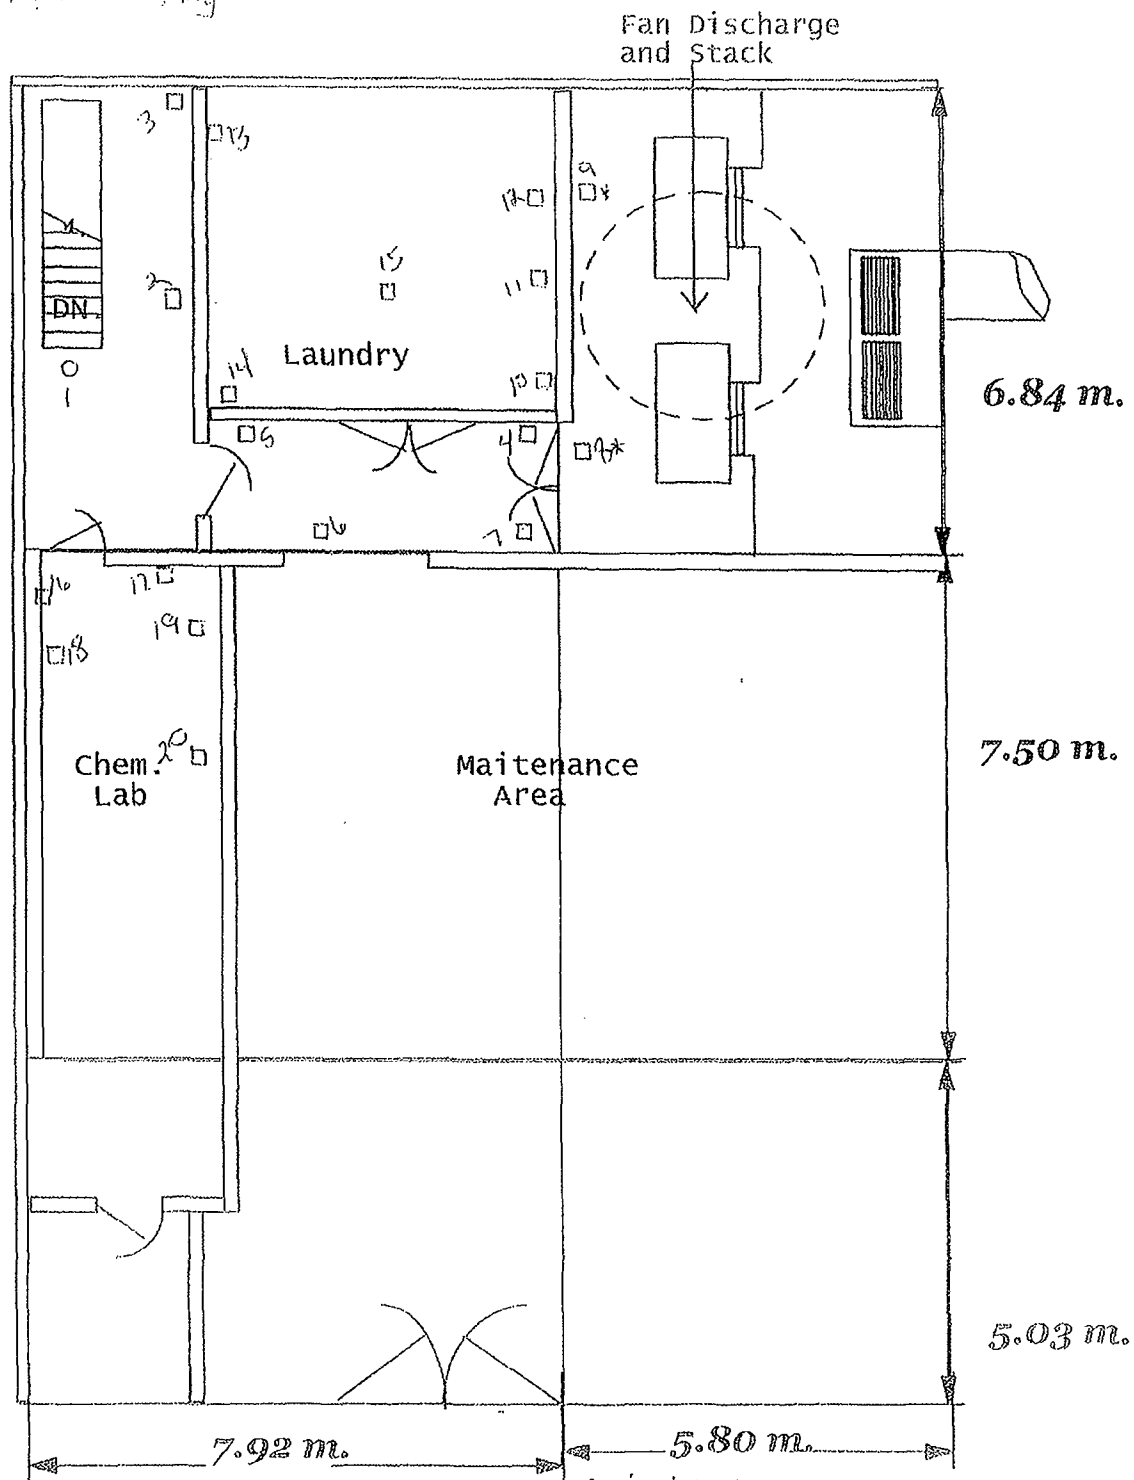 Fan Discharge
and Stack
3
13
9
*
12
15
2
11
DN
Laundry
6.84 m.
14
10
5
4
*
6
7
16
17
19
18
7.50 m.
20
Chem.
Lab
Maitenance
Area
5.03 m.
7.92 m.
5.80 m.